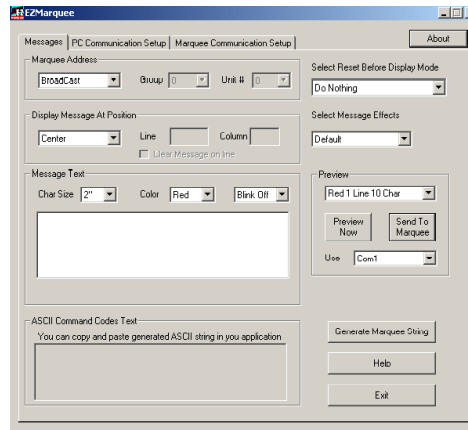 EZMarquee
About
Messages
PC Communication Setup
Marquee Communication Setup
Marquee Address
BroadCast
Group
0
Unit #
0
Select Reset Before Display Mode
Do Nothing
Display Message At Position
Center
Line
Column
Clear Message on line
Select Message Effects
Default
Message Text
Char Size
2"
Color
Red
Blink Off
Preview
Red 1 Line 10 Char
Preview Now
Send To Marquee
Use
Com1
ASCII Command Codes Text
You can copy and paste generated ASCII string in you application
Generate Marquee String
Help
Exit